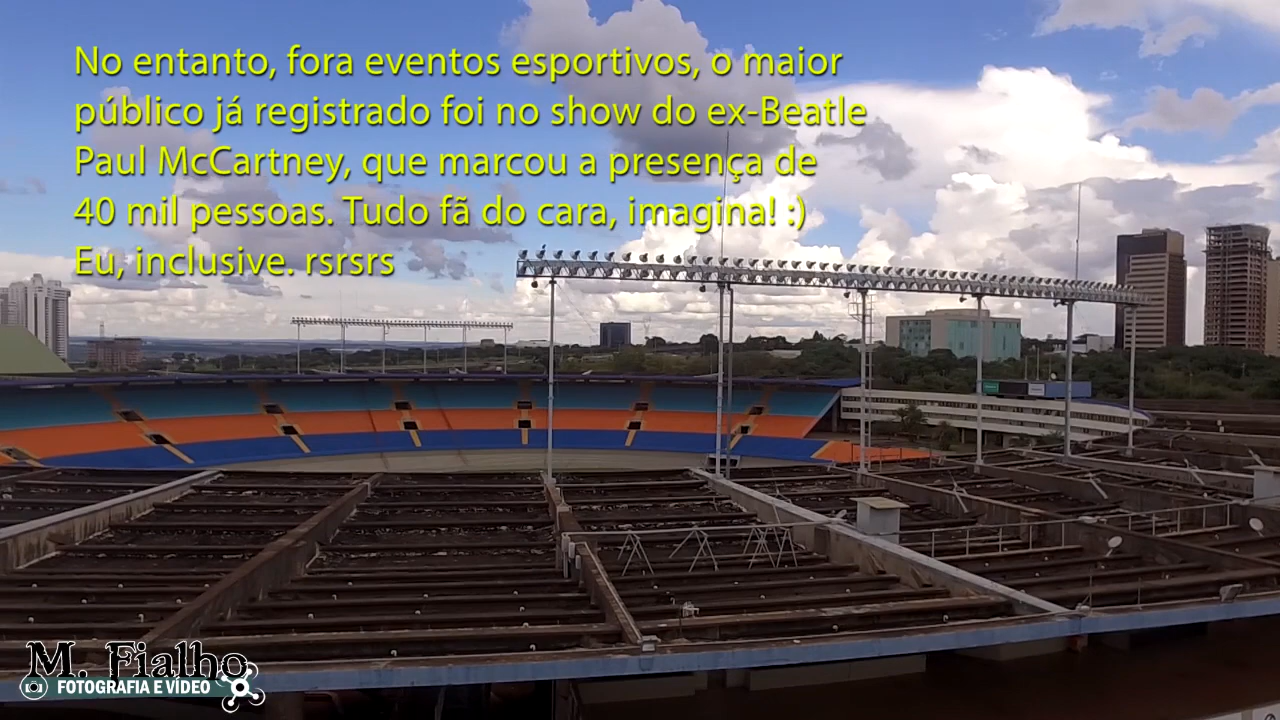 No entanto, fora eventos esportivos, o maior
público já registrado foi no show do ex-Beatle
Paul McCartney, que marcou a presença de
40 mil pessoas. Tudo fã do cara, imagina! :)
Eu, inclusive. rsrsrs
M. Fialho
FOTOGRAFIA E VÍDEO